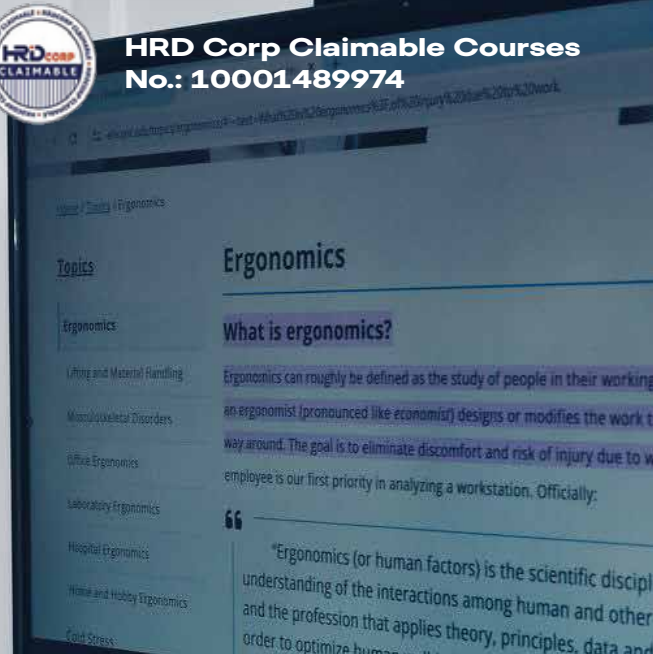 HRD CORP
CLAIMABLE
HRD Corp Claimable Courses
No.: 10001489974
Home / Topics / Ergonomics
Topics
Ergonomics
Lifting and Material Handling
Musculoskeletal Disorders
Office Ergonomics
Laboratory Ergonomics
Hospital Ergonomics
Home and Hobby Ergonomics
Cold Stress
Ergonomics
What is ergonomics?
Ergonomics can roughly be defined as the study of people in their working
an ergonomist (pronounced like economist) designs or modifies the work t
way around. The goal is to eliminate discomfort and risk of injury due to w
employee is our first priority in analyzing a workstation. Officially:
“
"Ergonomics (or human factors) is the scientific discipl
understanding of the interactions among human and other
and the profession that applies theory, principles, data and
order to optimize human